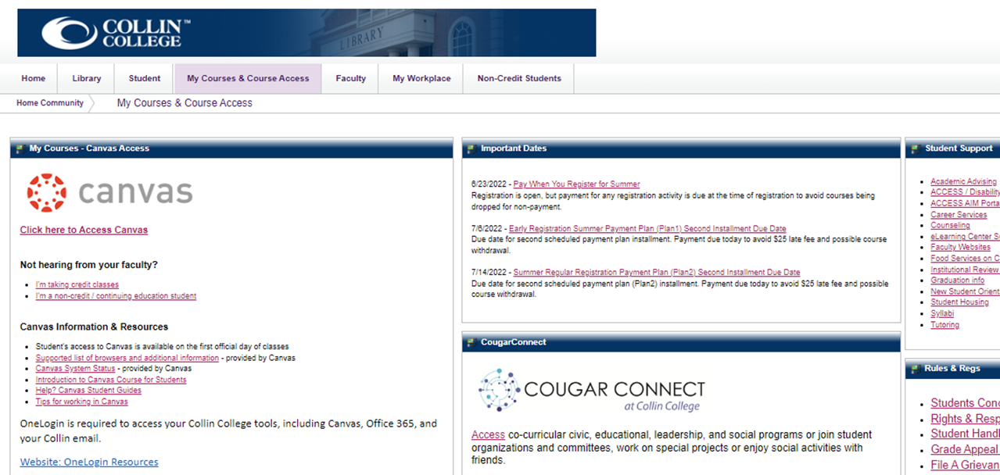 COLLIN™
COLLEGE
LIBRARY
Home
Library
Student
My Courses & Course Access
Faculty
My Workplace
Non-Credit Students
Home Community
My Courses & Course Access
My Courses - Canvas Access
canvas
Click here to Access Canvas
Not hearing from your faculty?
I'm taking credit classes
I'm a non-credit / continuing education student
Canvas Information & Resources
Student's access to Canvas is available on the first official day of classes
Supported list of browsers and additional information - provided by Canvas
Canvas System Status - provided by Canvas
Introduction to Canvas Course for Students
Help? Canvas Student Guides
Tips for working in Canvas
OneLogin is required to access your Collin College tools, including Canvas, Office 365, and
your Collin email.
Website: OneLogin Resources
Important Dates
6/23/2022 - Pay When You Register for Summer
Registration is open, but payment for any registration activity is due at the time of registration to avoid courses being
dropped for non-payment.
7/6/2022 - Early Registration Summer Payment Plan (Plan1) Second Installment Due Date
Due date for second scheduled payment plan installment. Payment due today to avoid $25 late fee and possible course
withdrawal.
7/14/2022 - Summer Regular Registration Payment Plan (Plan2) Second Installment Due Date
Due date for second scheduled payment plan (Plan2) installment. Payment due today to avoid $25 late fee and possible
course withdrawal.
CougarConnect
COUGAR CONNECT
at Collin College
Access co-curricular civic, educational, leadership, and social programs or join student
organizations and committees, work on special projects or enjoy social activities with
friends.
Student Support
Academic Advising
ACCESS / Disability
ACCESS AIM Porta
Career Services
Counseling
eLearning Center S
Faculty Websites
Food Services on C
Institutional Review
Graduation info
New Student Orient
Student Housing
Syllabi
Tutoring
Rules & Regs
Students Con
Rights & Resp
Student Handl
Grade Appeal
File A Grievan